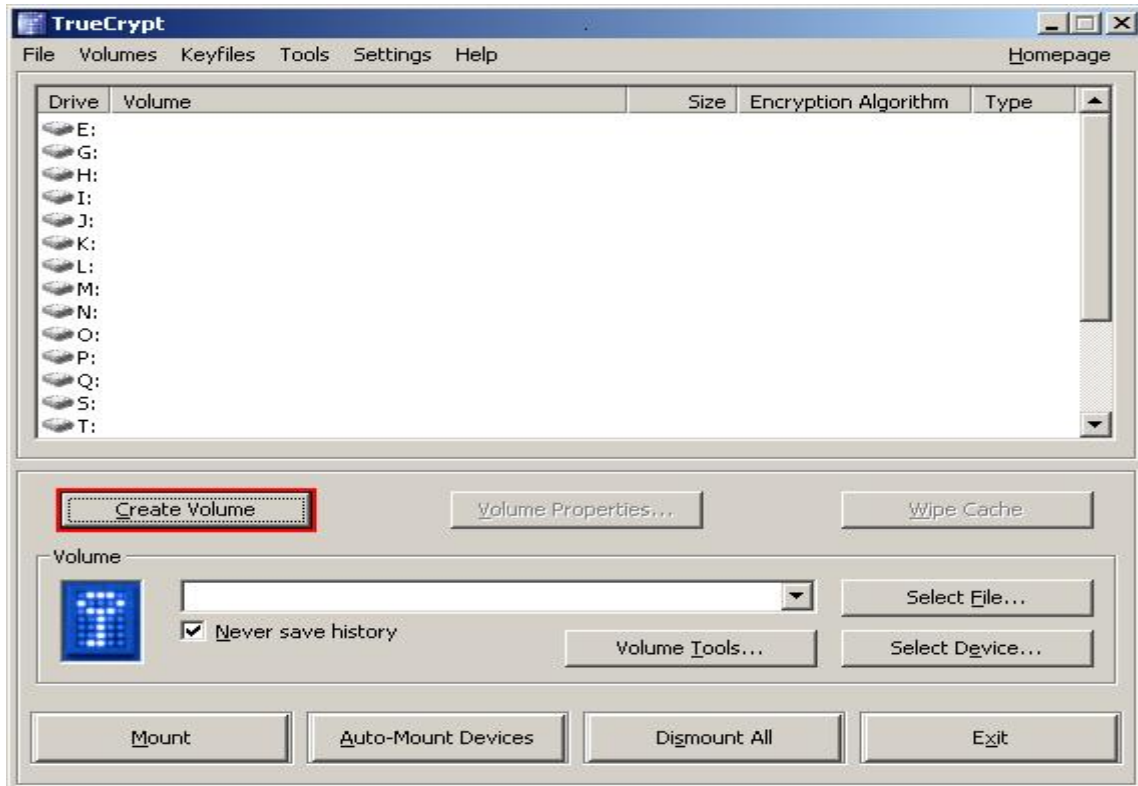 TrueCrypt
File Volumes Keyfiles Tools Settings Help Homepage
Drive Volume Size Encryption Algorithm Type
E:
G:
H:
I:
J:
K:
L:
M:
N:
O:
P:
Q:
S:
T:
Create Volume Volume Properties... Wipe Cache
Volume
Select File...
Never save history
Volume Tools... Select Device...
Mount Auto-Mount Devices Dismount All Exit